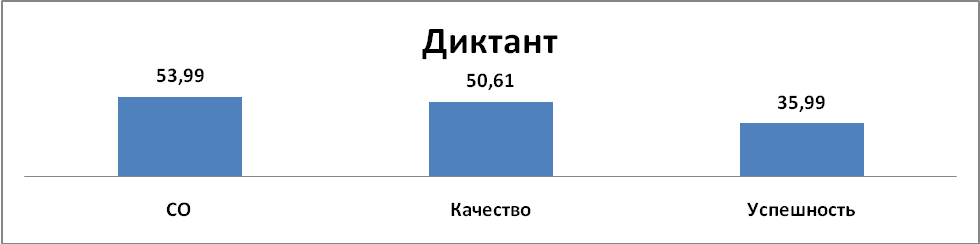 Диктант
53,99
50,61
35,99
СО
Качество
Успешность